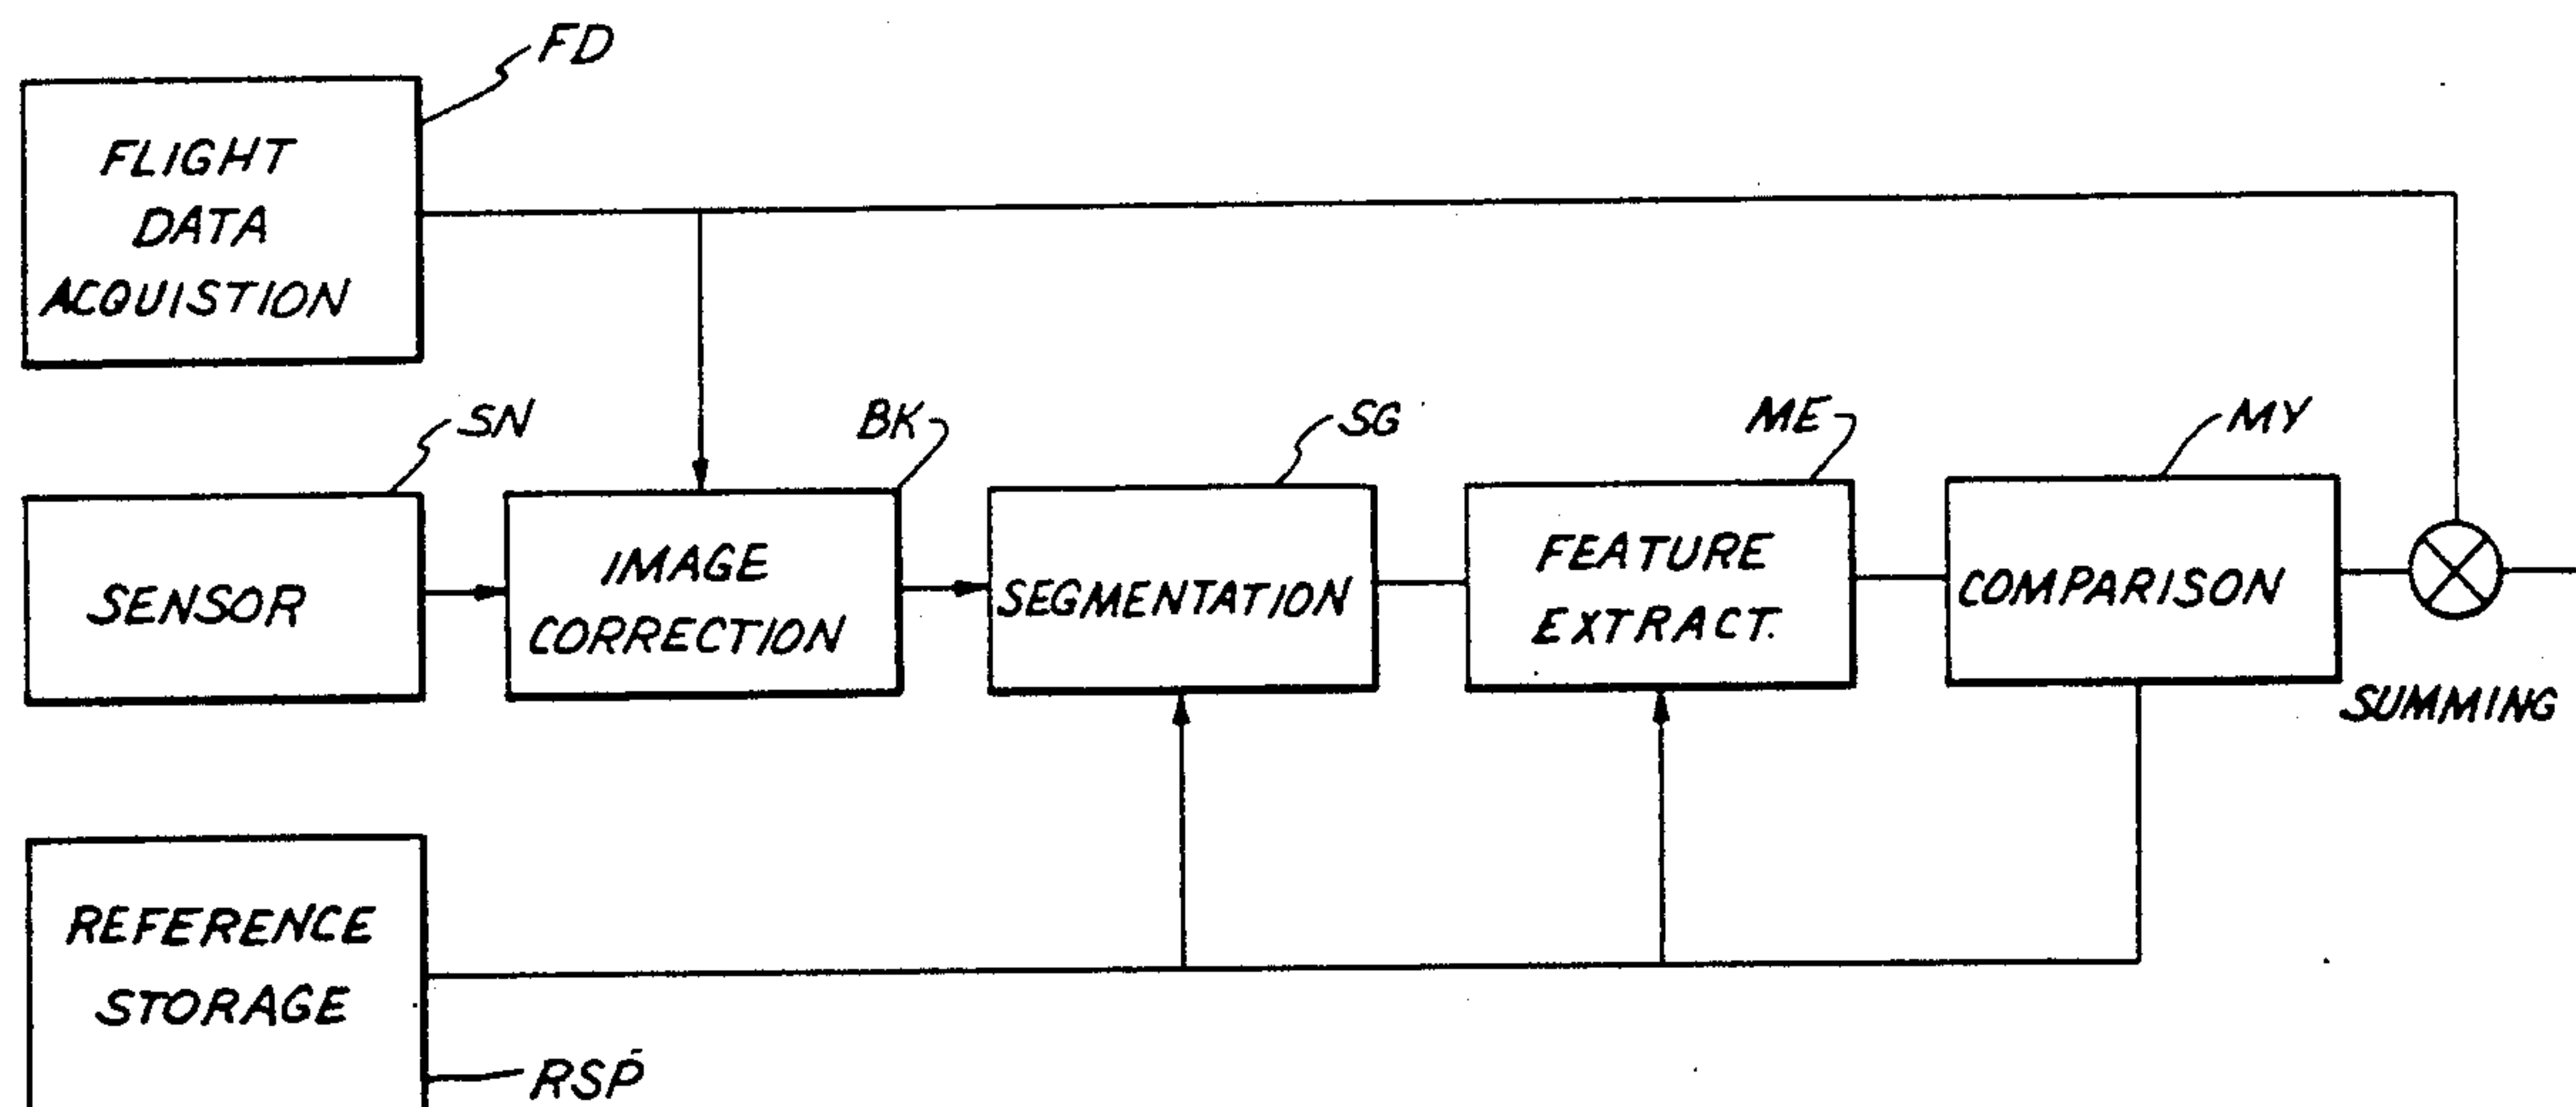 FD
FLIGHT
DATA
ACQUISTION
SN
BK
SG
ME
MY
SENSOR
IMAGE
CORRECTION
SEGMENTATION
FEATURE
EXTRACT.
COMPARISON
SUMMING
REFERENCE
STORAGE
RSP